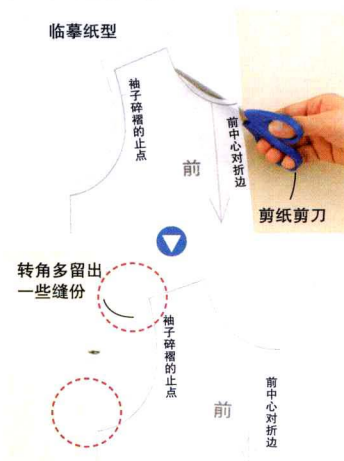 临摹纸型
袖子碎褶的止点
前
前中心对折边
剪纸剪刀
转角多留出
一些缝份
袖子碎褶的止点
前
前中心对折边